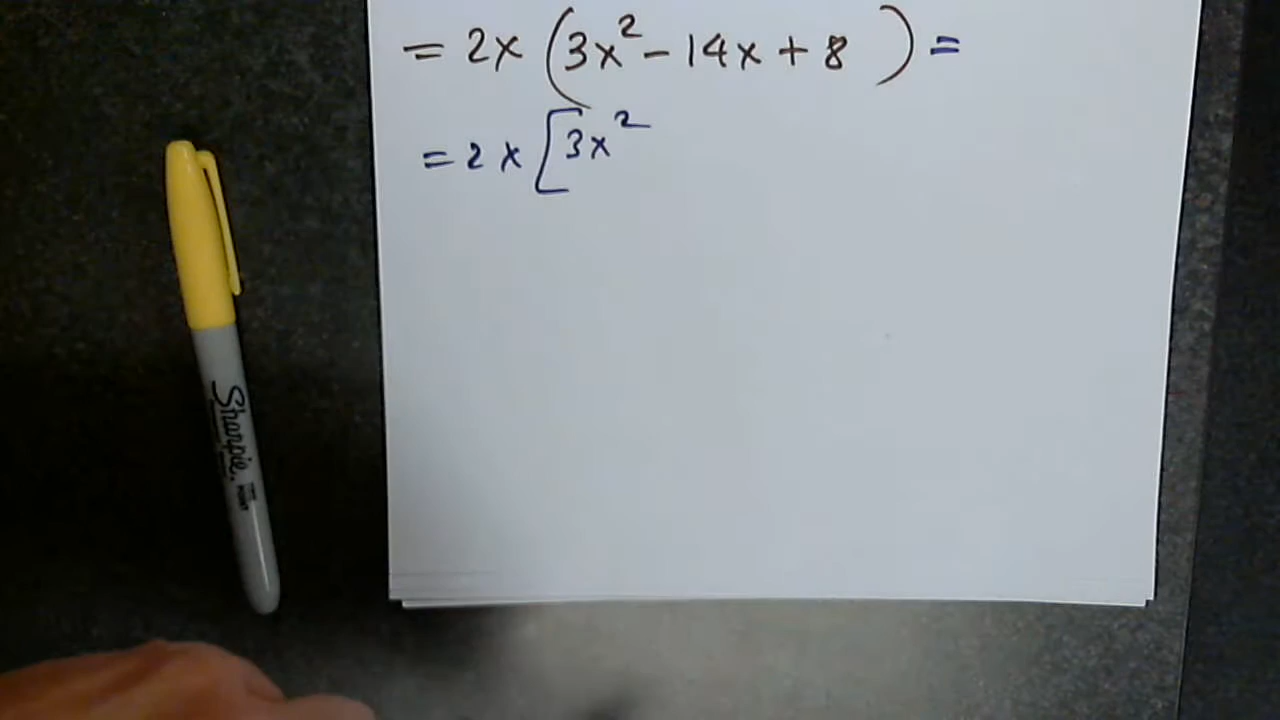 = 2x (3x² - 14x + 8 ) =
= 2x [3x²
Sharpie.